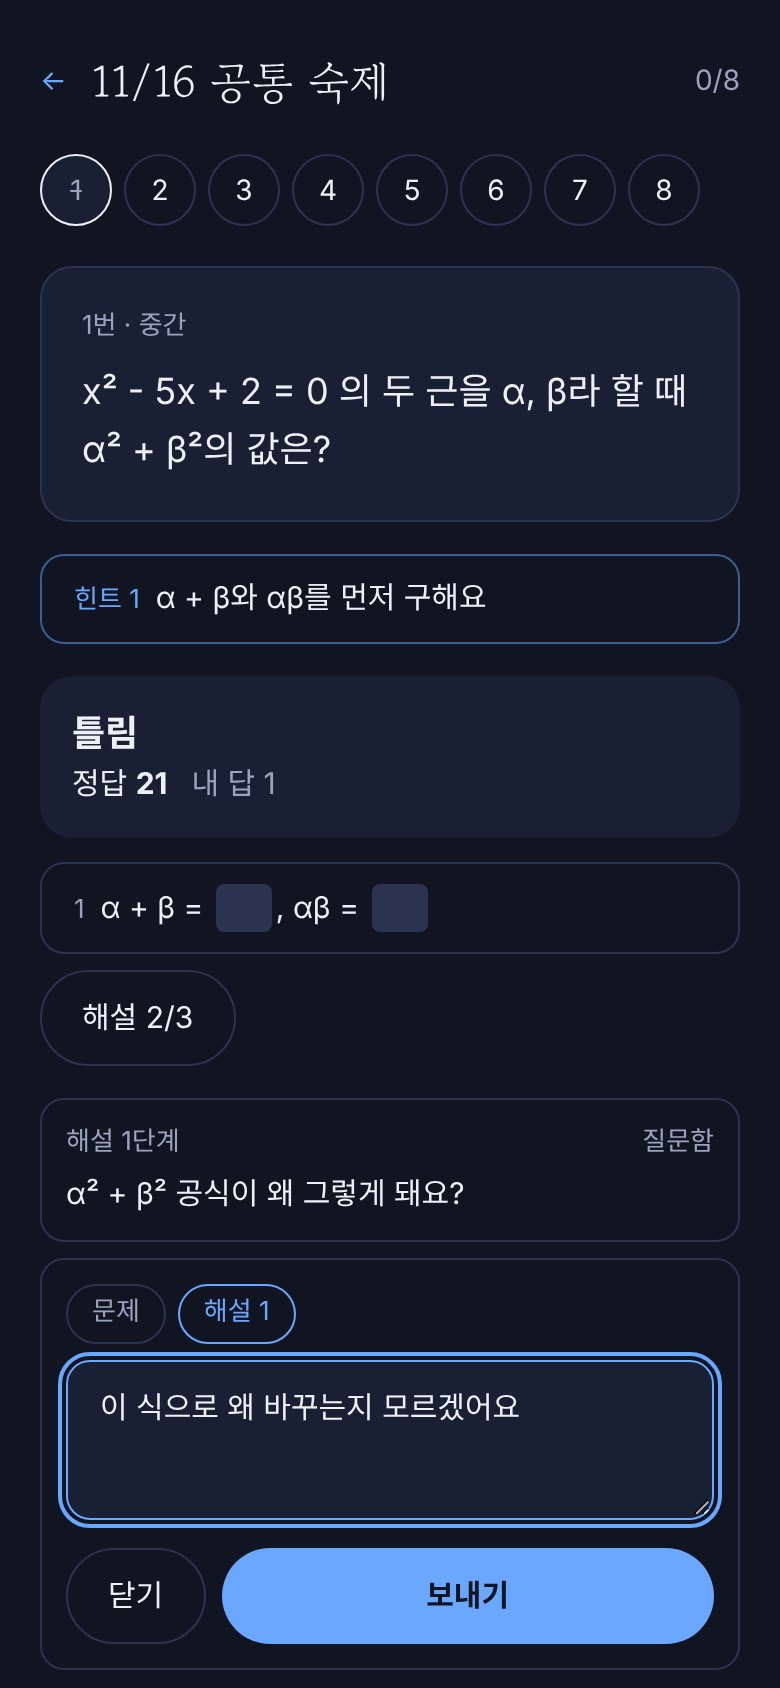 ← 11/16 공통 숙제 0/8
1 2 3 4 5 6 7 8
1번 · 중간
x² - 5x + 2 = 0 의 두 근을 α, β라 할 때
α² + β²의 값은?
힌트 1 α + β와 αβ를 먼저 구해요
틀림
정답 21 내 답 1
1 α + β = , αβ =
해설 2/3
해설 1단계 질문함
α² + β² 공식이 왜 그렇게 돼요?
문제 해설 1
이 식으로 왜 바꾸는지 모르겠어요
닫기 보내기